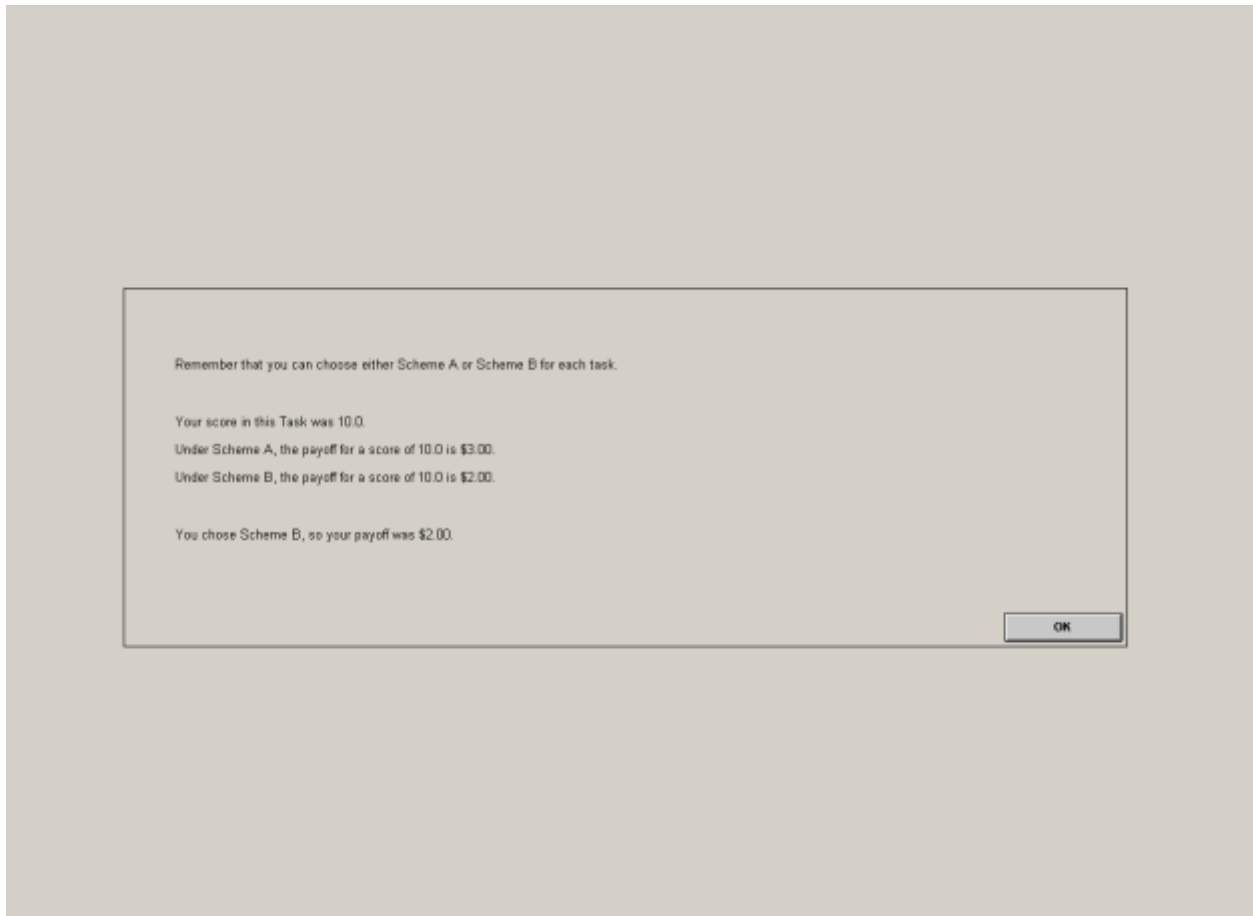 Remember that you can choose either Scheme A or Scheme B for each task.
Your score in this Task was 10.0.
Under Scheme A, the payoff for a score of 10.0 is $3.00.
Under Scheme B, the payoff for a score of 10.0 is $2.00.
You chose Scheme B, so your payoff was $2.00.
OK